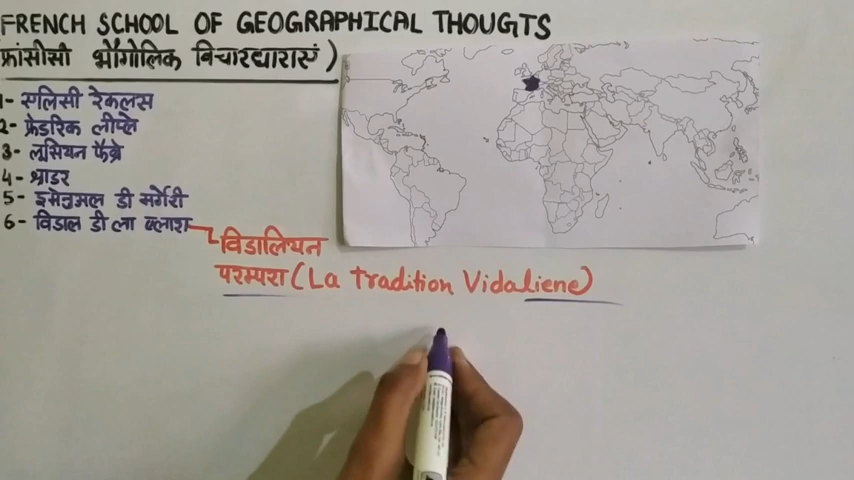 FRENCH SCHOOL OF GEOGRAPHICAL THOUGTS
फ्रांसीसी भौगोलिक विचारधाराएं)
1- एलिसी रेकलस
2- फ्रेडरिक लीप्ले
3- लूसियन फैब्रे
4- श्राडर
5- इमेनुअल डी मर्गेरी
6- विडाल डी ला ब्लाश
विडालियन
परम्परा (La Tradition Vidaliene)